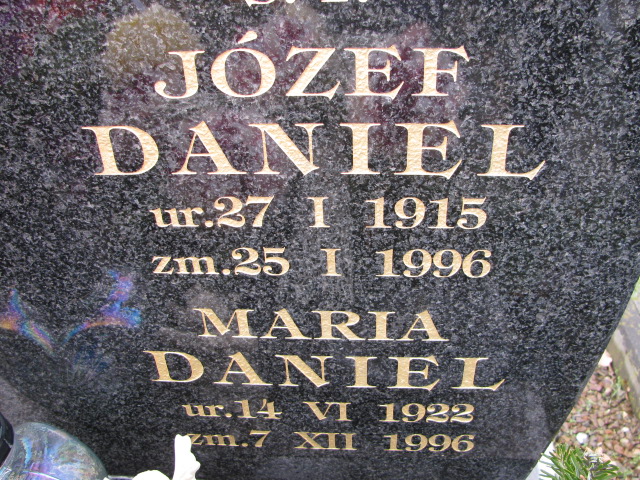 JÓZEF
DANIEL
ur.27 I 1915
zm.25 I 1996
MARIA
DANIEL
ur.14 VI 1922
zm.7 XII 1996